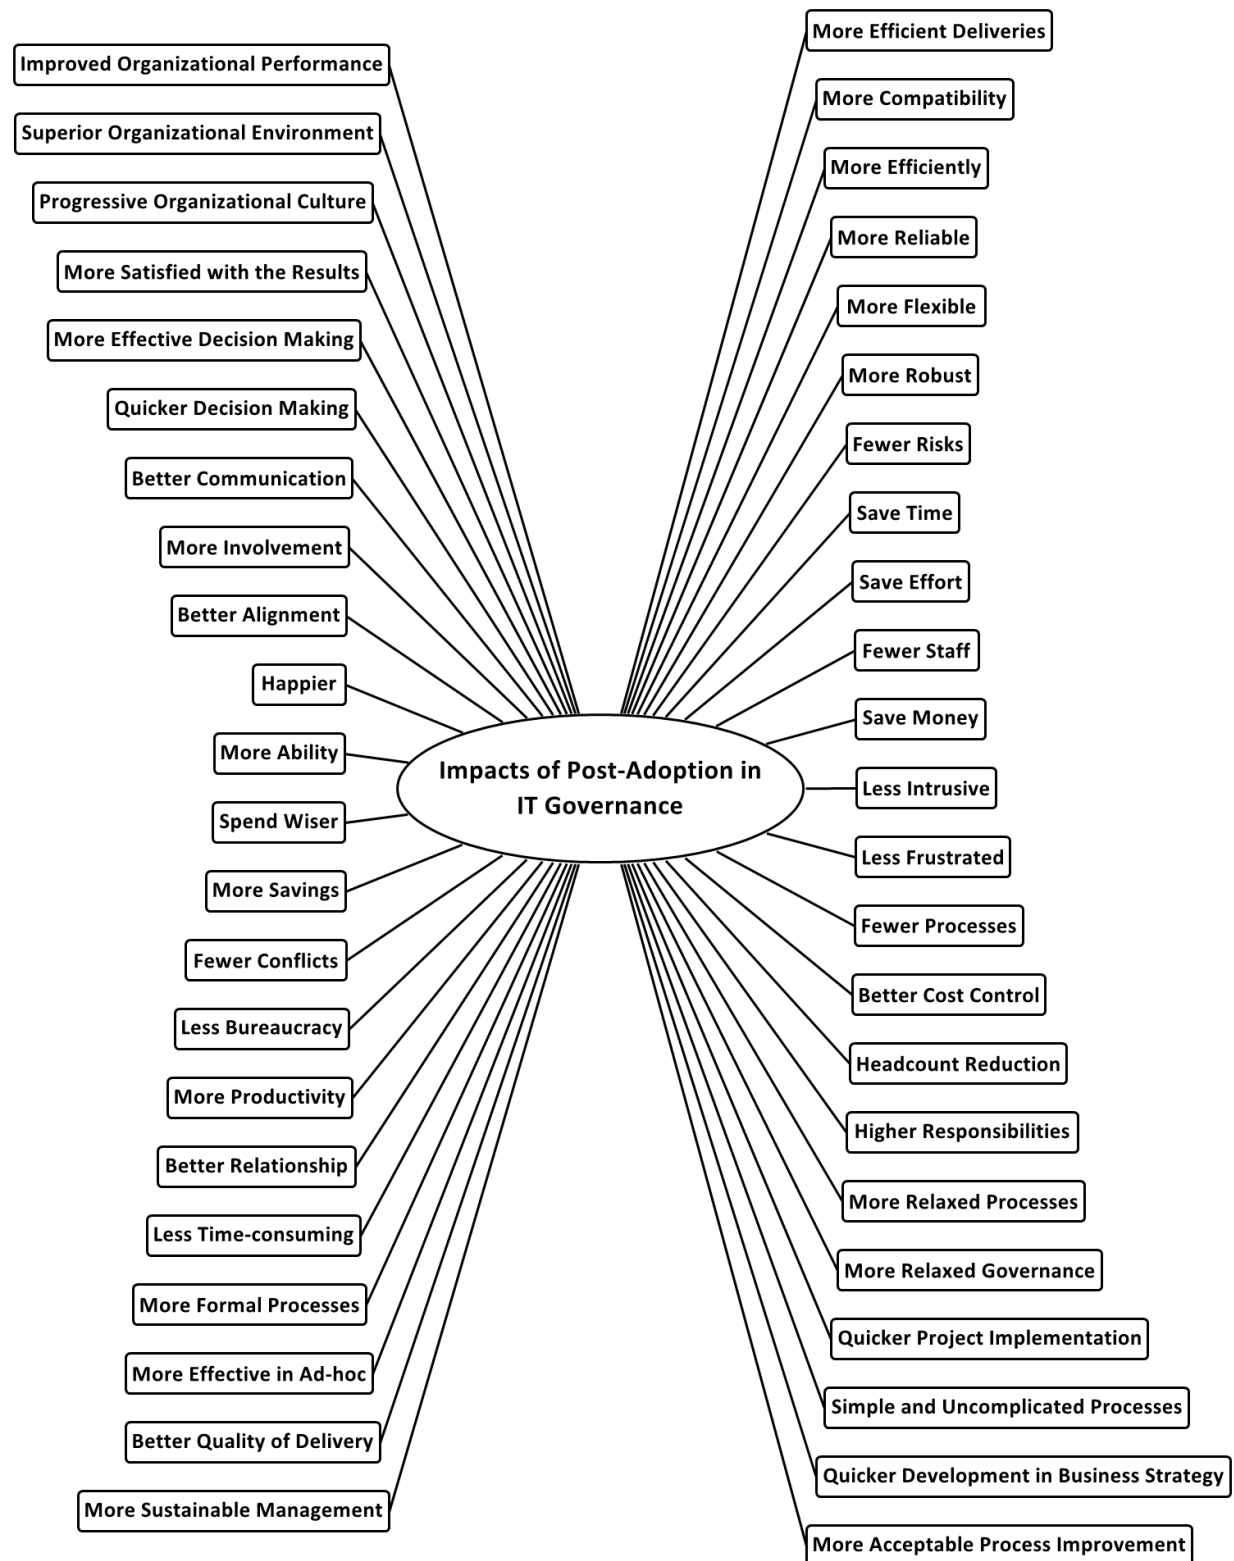 Improved Organizational Performance
Superior Organizational Environment
Progressive Organizational Culture
More Satisfied with the Results
More Effective Decision Making
Quicker Decision Making
Better Communication
More Involvement
Better Alignment
Happier
More Ability
Spend Wiser
More Savings
Fewer Conflicts
Less Bureaucracy
More Productivity
Better Relationship
Less Time-consuming
More Formal Processes
More Effective in Ad-hoc
Better Quality of Delivery
More Sustainable Management
Impacts of Post-Adoption in
IT Governance
More Efficient Deliveries
More Compatibility
More Efficiently
More Reliable
More Flexible
More Robust
Fewer Risks
Save Time
Save Effort
Fewer Staff
Save Money
Less Intrusive
Less Frustrated
Fewer Processes
Better Cost Control
Headcount Reduction
Higher Responsibilities
More Relaxed Processes
More Relaxed Governance
Quicker Project Implementation
Simple and Uncomplicated Processes
Quicker Development in Business Strategy
More Acceptable Process Improvement